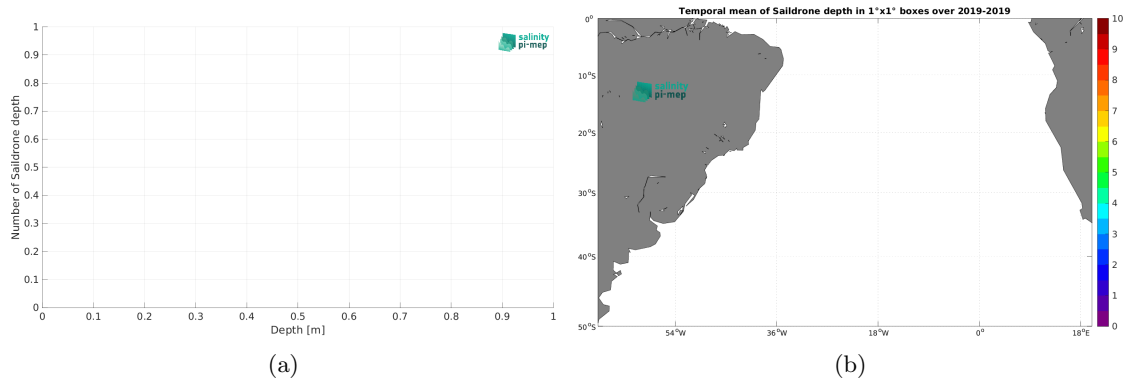 1
0.9
0.8
0.7
0.6
0.5
0.4
0.3
0.2
0.1
0
Number of Saildrone depth
0 0.1 0.2 0.3 0.4 0.5 0.6 0.7 0.8 0.9 1
Depth [m]
salinity
pi-mep
(a)
Temporal mean of Saildrone depth in 1°x1° boxes over 2019-2019
0°
10°S
20°S
30°S
40°S
50°S
54°W 36°W 18°W 0° 18°E
salinity
pi-mep
10
9
8
7
6
5
4
3
2
1
0
(b)